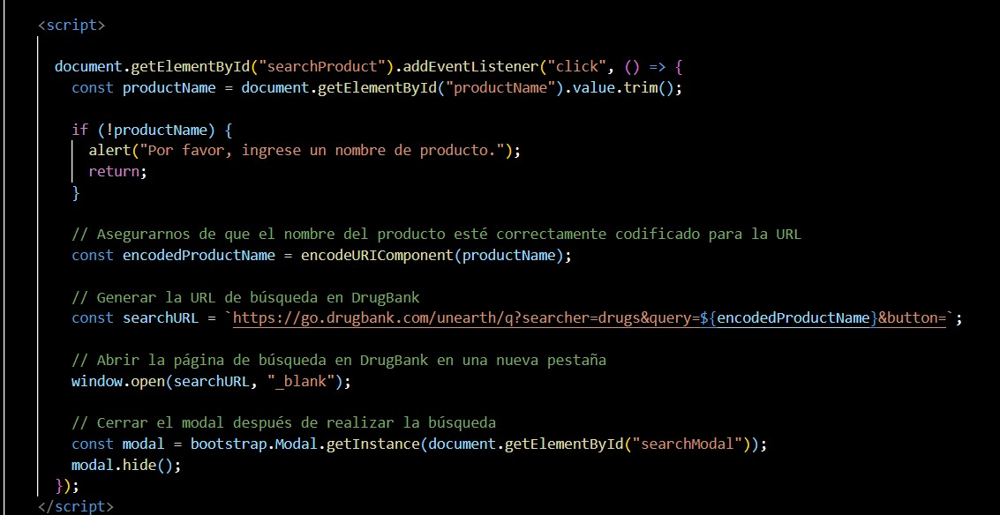 <script>
document.getElementById("searchProduct").addEventListener("click", () => {
const productName = document.getElementById("productName").value.trim();
if (!productName) {
alert("Por favor, ingrese un nombre de producto.");
return;
}
// Asegurarnos de que el nombre del producto esté correctamente codificado para la URL
const encodedProductName = encodeURIComponent(productName);
// Generar la URL de búsqueda en DrugBank
const searchURL = `https://go.drugbank.com/unearth/q?searcher=drugs&query=${encodedProductName}&button=`;
// Abrir la página de búsqueda en DrugBank en una nueva pestaña
window.open(searchURL, "_blank");
// Cerrar el modal después de realizar la búsqueda
const modal = bootstrap.Modal.getInstance(document.getElementById("searchModal"));
modal.hide();
});
</script>